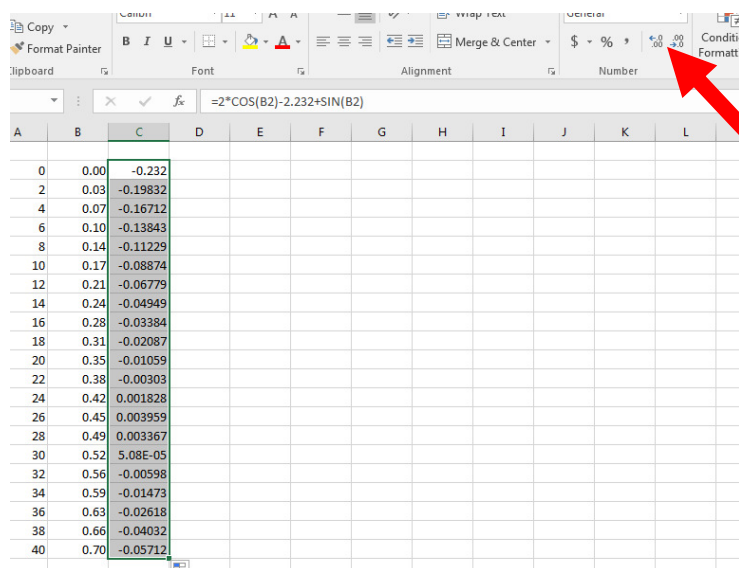 Calibri 11 A A Wrap Text General
Copy
Format Painter B I U A Merge & Center $ % , .0 .00 .00 .0 Conditi
Formatt
Clipboard Font Alignment Number
fx =2*COS(B2)-2.232+SIN(B2)
A B C D E F G H I J K L
0 0.00 -0.232
2 0.03 -0.19832
4 0.07 -0.16712
6 0.10 -0.13843
8 0.14 -0.11229
10 0.17 -0.08874
12 0.21 -0.06779
14 0.24 -0.04949
16 0.28 -0.03384
18 0.31 -0.02087
20 0.35 -0.01059
22 0.38 -0.00303
24 0.42 0.001828
26 0.45 0.003959
28 0.49 0.003367
30 0.52 5.08E-05
32 0.56 -0.00598
34 0.59 -0.01473
36 0.63 -0.02618
38 0.66 -0.04032
40 0.70 -0.05712